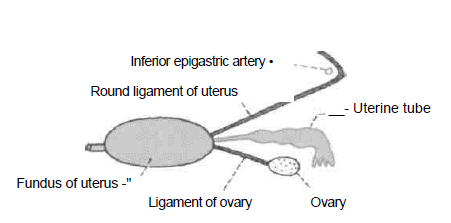 Inferior epigastric artery •
Round ligament of uterus
__- Uterine tube
Fundus of uterus -"
Ligament of ovary
Ovary